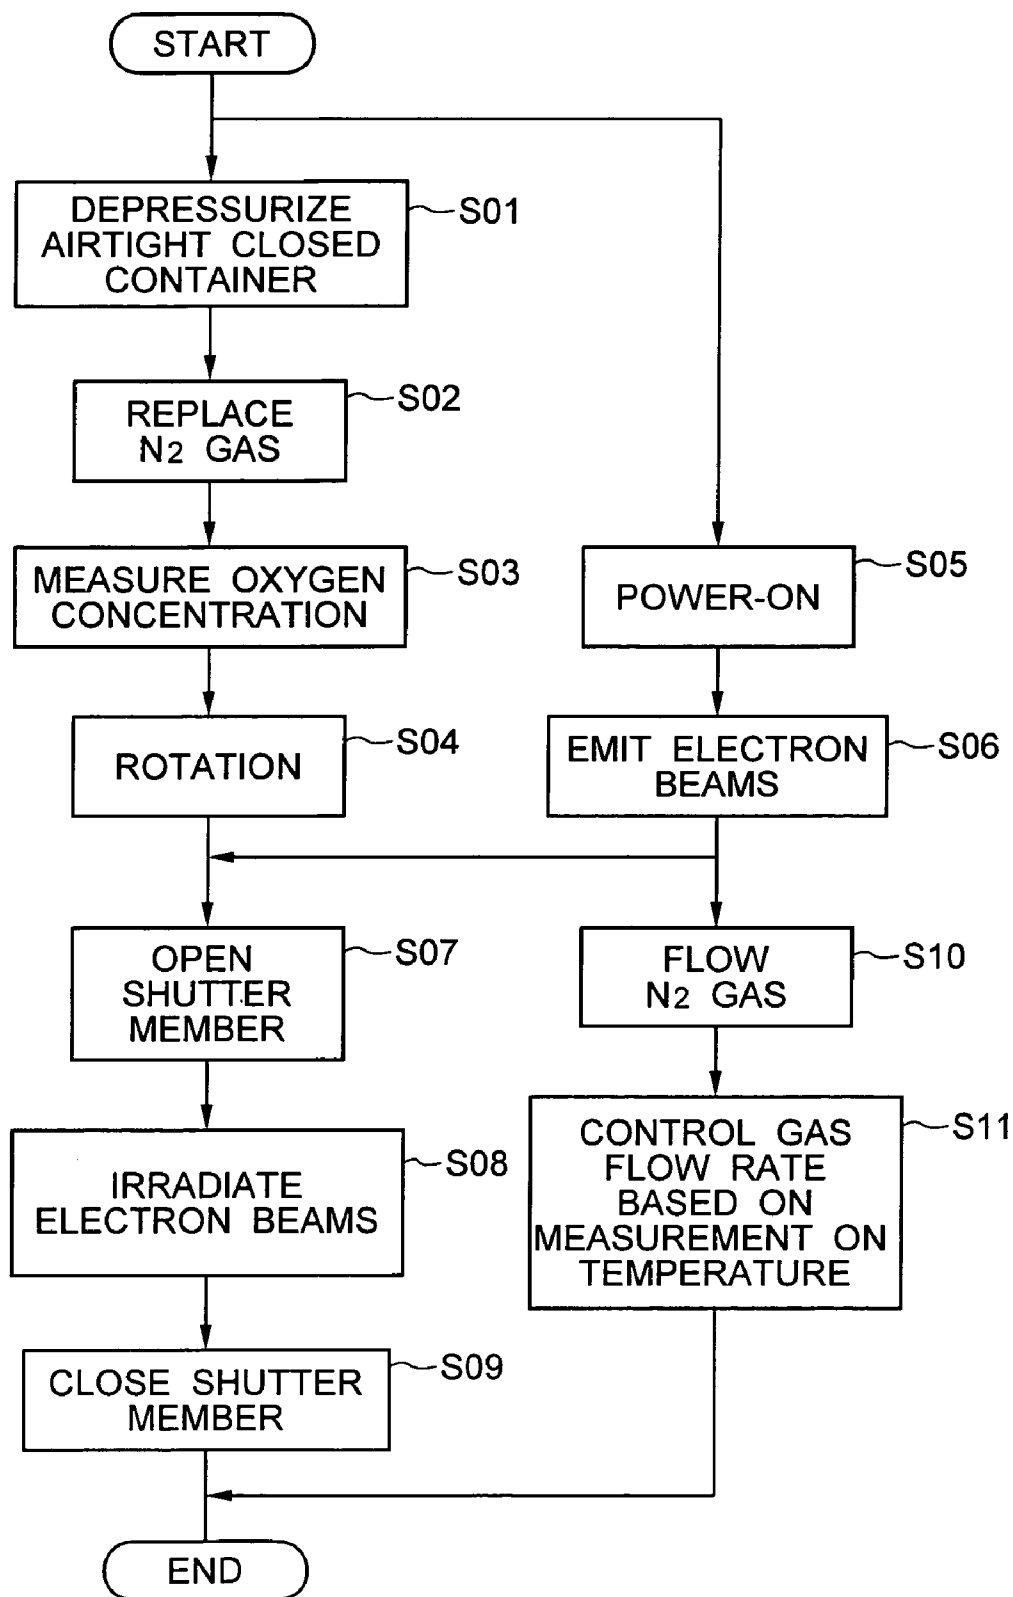 START
DEPRESSURIZE
AIRTIGHT CLOSED
CONTAINER
S01
REPLACE
N2 GAS
S02
MEASURE OXYGEN
CONCENTRATION
S03
ROTATION
S04
POWER-ON
S05
EMIT ELECTRON
BEAMS
S06
OPEN
SHUTTER
MEMBER
S07
IRRADIATE
ELECTRON BEAMS
S08
CLOSE SHUTTER
MEMBER
S09
FLOW
N2 GAS
S10
CONTROL GAS
FLOW RATE
BASED ON
MEASUREMENT ON
TEMPERATURE
S11
END